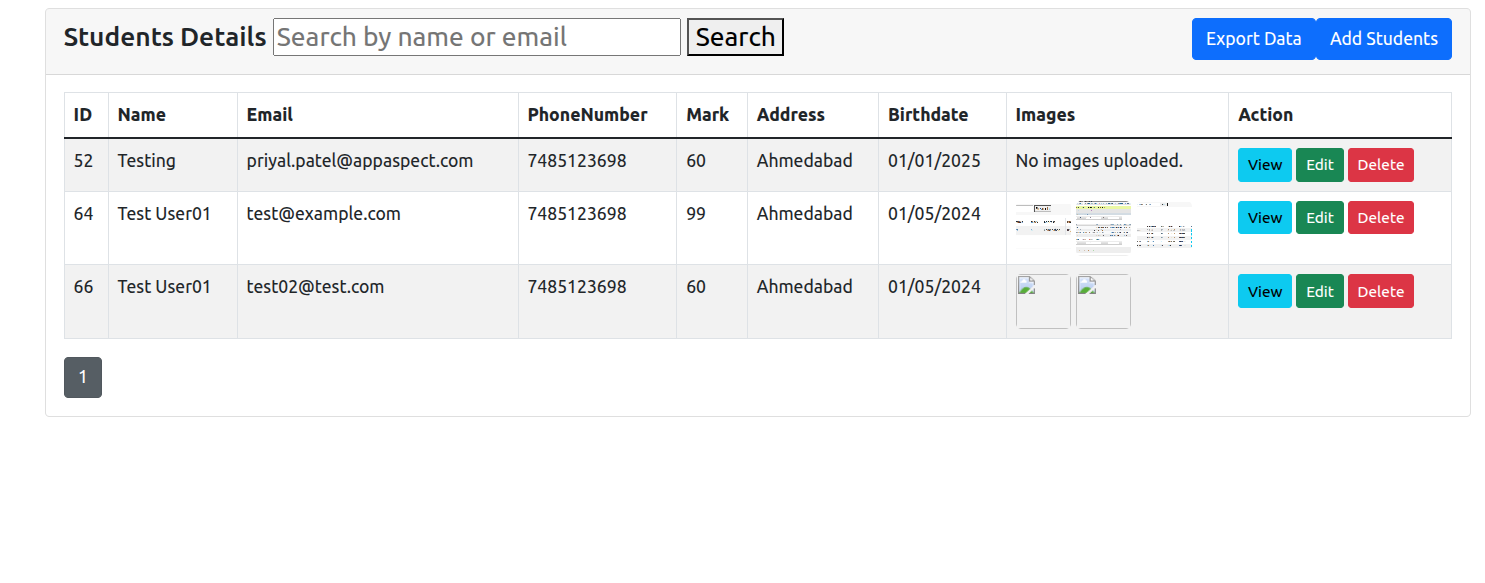 Students Details Search by name or email Search Export Data Add Students
ID Name Email PhoneNumber Mark Address Birthdate Images Action
52 Testing priyal.patel@appaspect.com 7485123698 60 Ahmedabad 01/01/2025 No images uploaded. View Edit Delete
64 Test User01 test@example.com 7485123698 99 Ahmedabad 01/05/2024 View Edit Delete
66 Test User01 test02@test.com 7485123698 60 Ahmedabad 01/05/2024 View Edit Delete
1